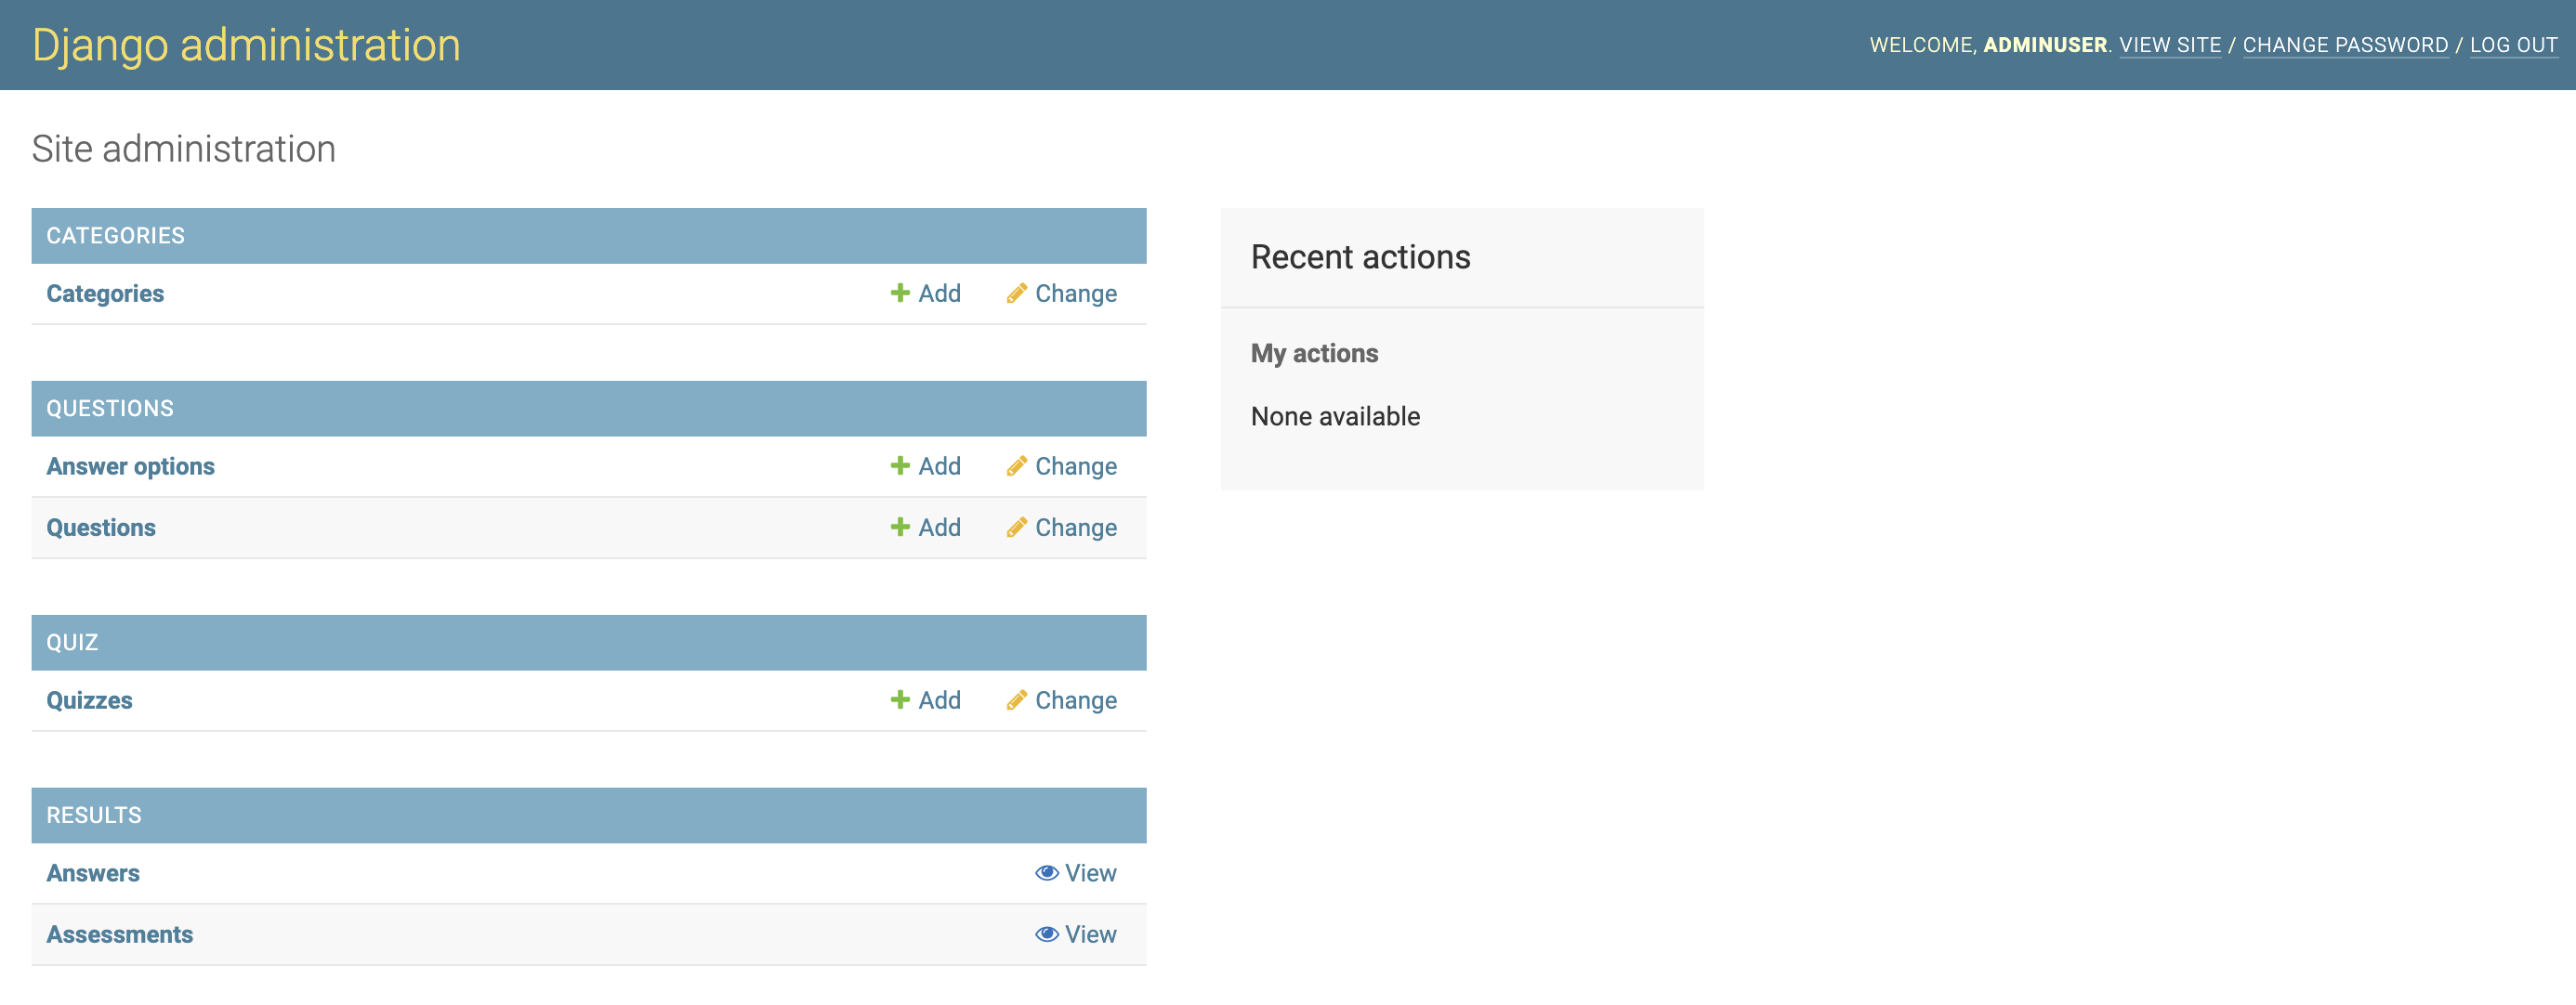 Django administration
WELCOME, ADMINUSER. VIEW SITE / CHANGE PASSWORD / LOG OUT
Site administration
CATEGORIES
Categories Add Change
QUESTIONS
Answer options Add Change
Questions Add Change
QUIZ
Quizzes Add Change
RESULTS
Answers View
Assessments View
Recent actions
My actions
None available